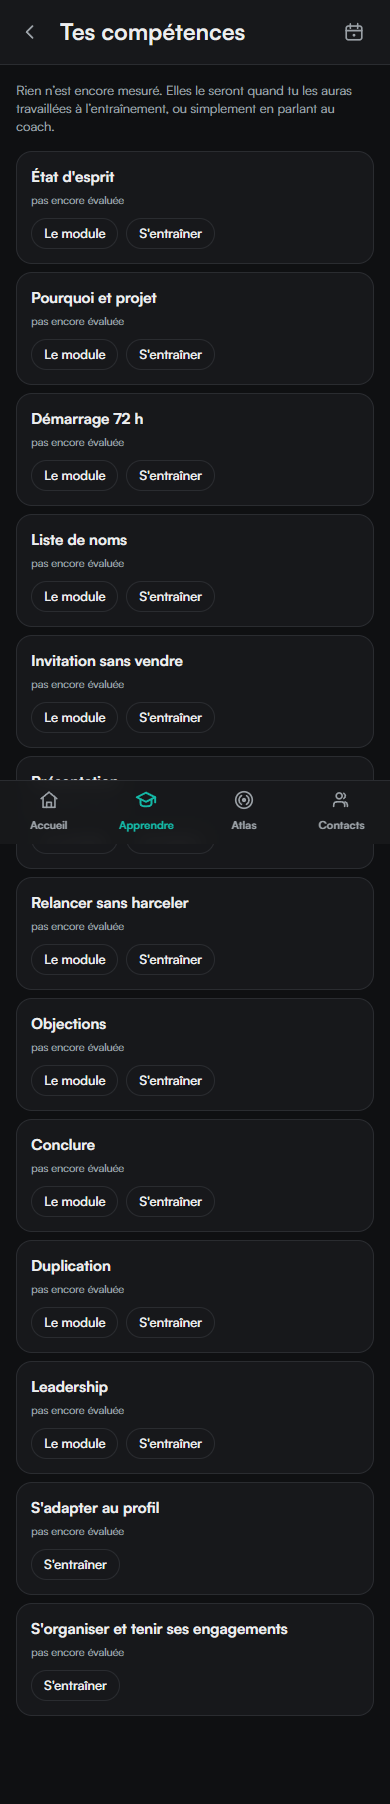 Tes compétences
Rien n'est encore mesuré. Elles le seront quand tu les auras
travaillées à l'entraînement, ou simplement en parlant au
coach.
État d'esprit
pas encore évaluée
Le module S'entraîner
Pourquoi et projet
pas encore évaluée
Le module S'entraîner
Démarrage 72 h
pas encore évaluée
Le module S'entraîner
Liste de noms
pas encore évaluée
Le module S'entraîner
Invitation sans vendre
pas encore évaluée
Le module S'entraîner
Présentation
Accueil Apprendre Atlas Contacts
Relancer sans harceler
pas encore évaluée
Le module S'entraîner
Objections
pas encore évaluée
Le module S'entraîner
Conclure
pas encore évaluée
Le module S'entraîner
Duplication
pas encore évaluée
Le module S'entraîner
Leadership
pas encore évaluée
Le module S'entraîner
S'adapter au profil
pas encore évaluée
S'entraîner
S'organiser et tenir ses engagements
pas encore évaluée
S'entraîner